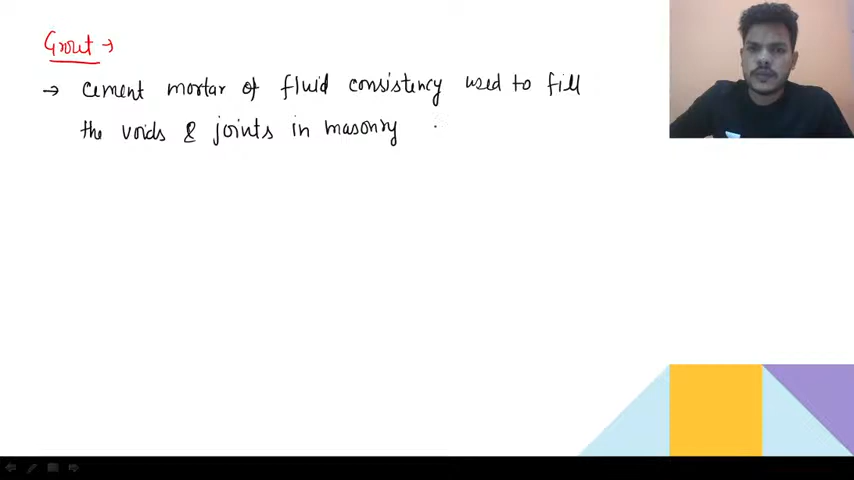 Grout →
→ cement mortar of fluid consistency used to fill
the voids & joints in masonry .